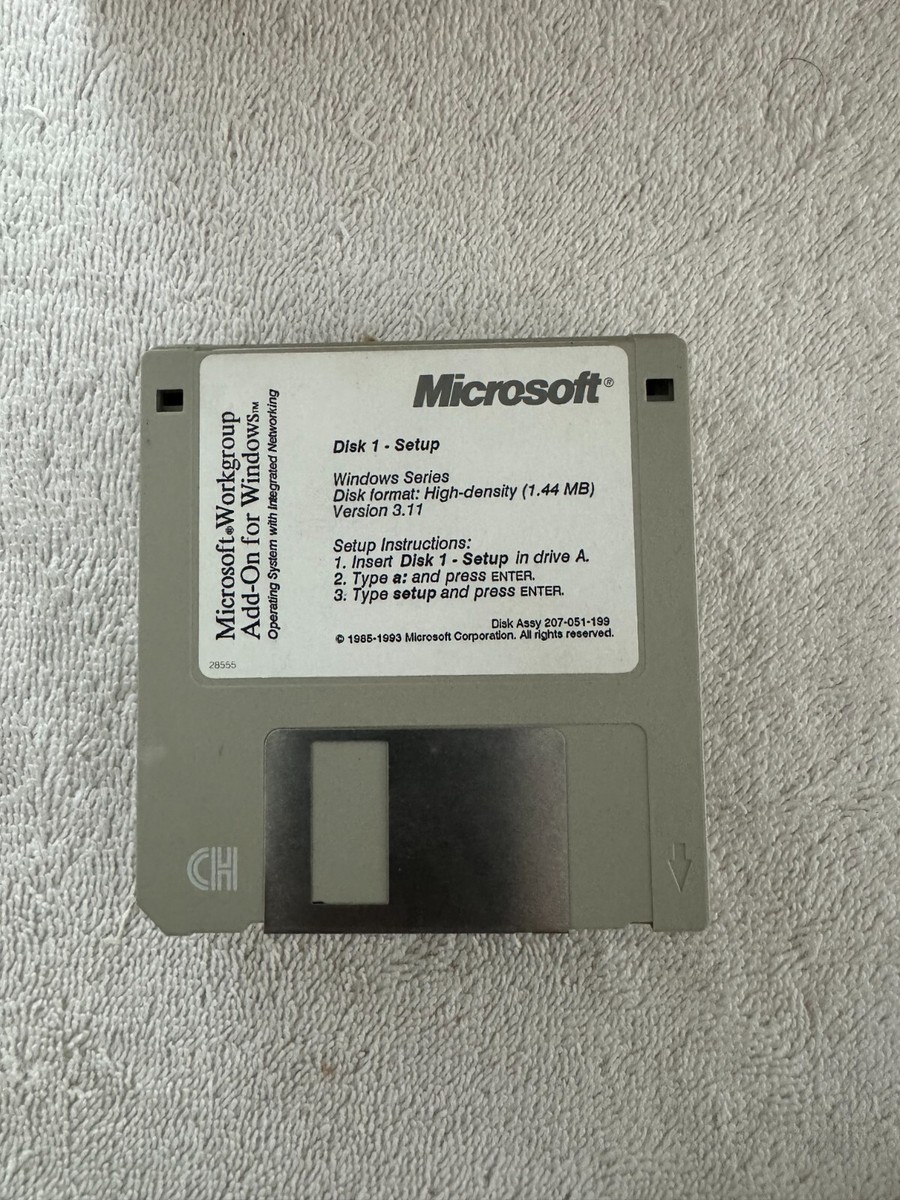 Microsoft® Workgroup
Add-On for Windows™
Operating System with Integrated Networking
Microsoft®
Disk 1 - Setup
Windows Series
Disk format: High-density (1.44 MB)
Version 3.11
Setup Instructions:
1. Insert Disk 1 - Setup in drive A.
2. Type a: and press ENTER.
3. Type setup and press ENTER.
Disk Assy 207-051-199
© 1985-1993 Microsoft Corporation. All rights reserved.
28555
HD